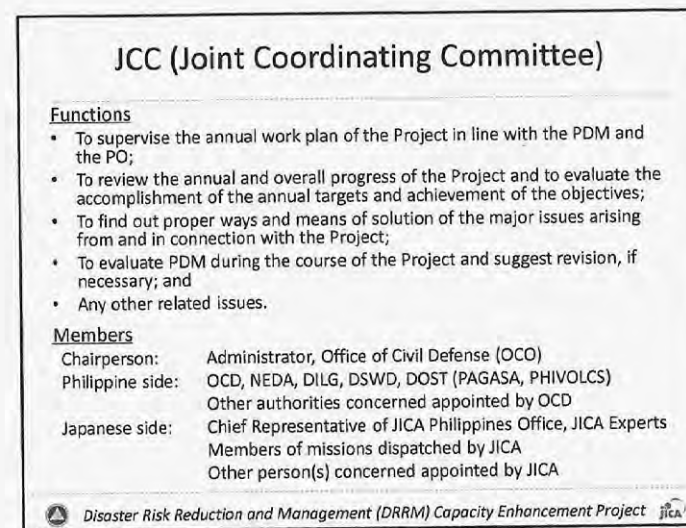 JCC (Joint Coordinating Committee)
Functions
• To supervise the annual work plan of the Project in line with the PDM and
the PO;
• To review the annual and overall progress of the Project and to evaluate the
accomplishment of the annual targets and achievement of the objectives;
• To find out proper ways and means of solution of the major issues arising
from and in connection with the Project;
• To evaluate PDM during the course of the Project and suggest revision, if
necessary; and
• Any other related issues.
Members
Chairperson: Administrator, Office of Civil Defense (OCO)
Philippine side: OCD, NEDA, DILG, DSWD, DOST (PAGASA, PHIVOLCS)
Other authorities concerned appointed by OCD
Japanese side: Chief Representative of JICA Philippines Office, JICA Experts
Members of missions dispatched by JICA
Other person(s) concerned appointed by JICA
Disaster Risk Reduction and Management (DRRM) Capacity Enhancement Project jica